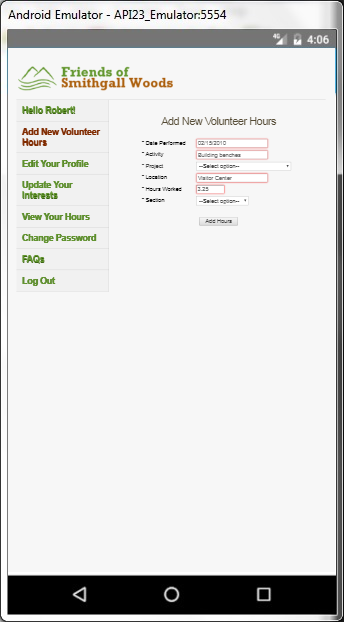 Android Emulator - API23_Emulator:5554
4G 4:06
Friends of
Smithgall Woods
Hello Robert!
Add New Volunteer
Hours
Edit Your Profile
Update Your
Interests
View Your Hours
Change Password
FAQs
Log Out
Add New Volunteer Hours
* Date Performed 02/15/2010
* Activity Building benches
* Project --Select option--
* Location Visitor Center
* Hours Worked 3.25
* Section --Select option--
Add Hours